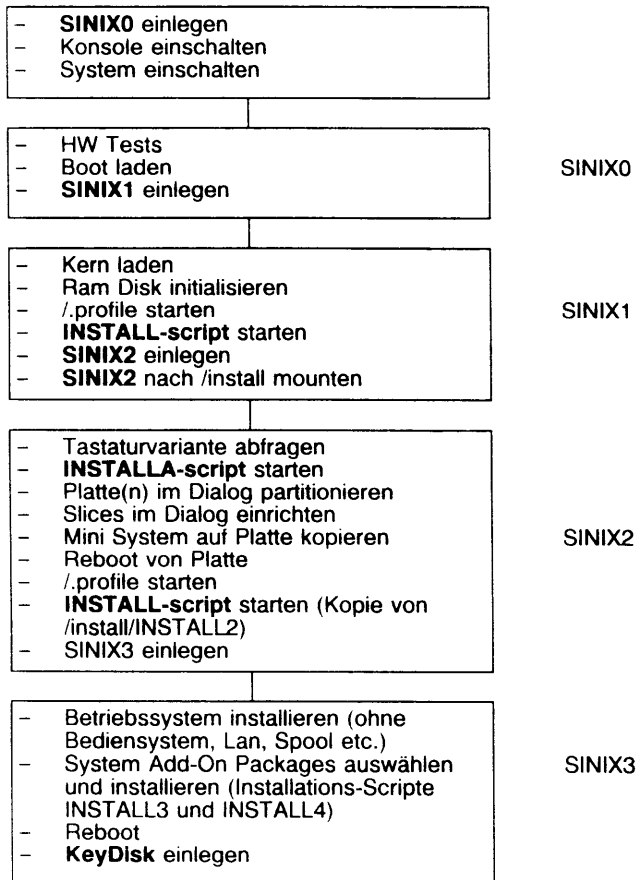 – SINIX0 einlegen
– Konsole einschalten
– System einschalten
– HW Tests
– Boot laden
– SINIX1 einlegen
SINIX0
– Kern laden
– Ram Disk initialisieren
– /.profile starten
– INSTALL-script starten
– SINIX2 einlegen
– SINIX2 nach /install mounten
SINIX1
– Tastaturvariante abfragen
– INSTALLA-script starten
– Platte(n) im Dialog partitionieren
– Slices im Dialog einrichten
– Mini System auf Platte kopieren
– Reboot von Platte
– /.profile starten
– INSTALL-script starten (Kopie von
/install/INSTALL2)
– SINIX3 einlegen
SINIX2
– Betriebssystem installieren (ohne
Bediensystem, Lan, Spool etc.)
– System Add-On Packages auswählen
und installieren (Installations-Scripte
INSTALL3 und INSTALL4)
– Reboot
– KeyDisk einlegen
SINIX3